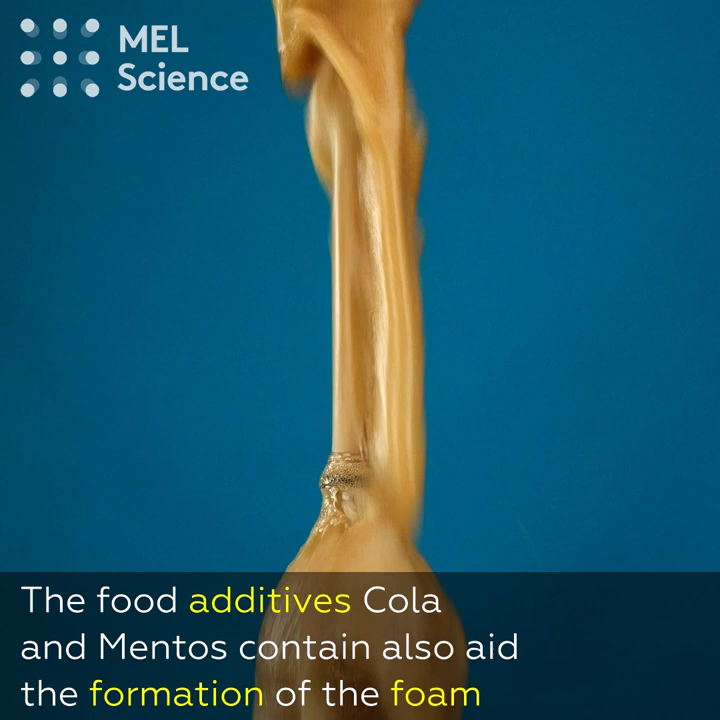 MEL
Science
The food additives Cola
and Mentos contain also aid
the formation of the foam